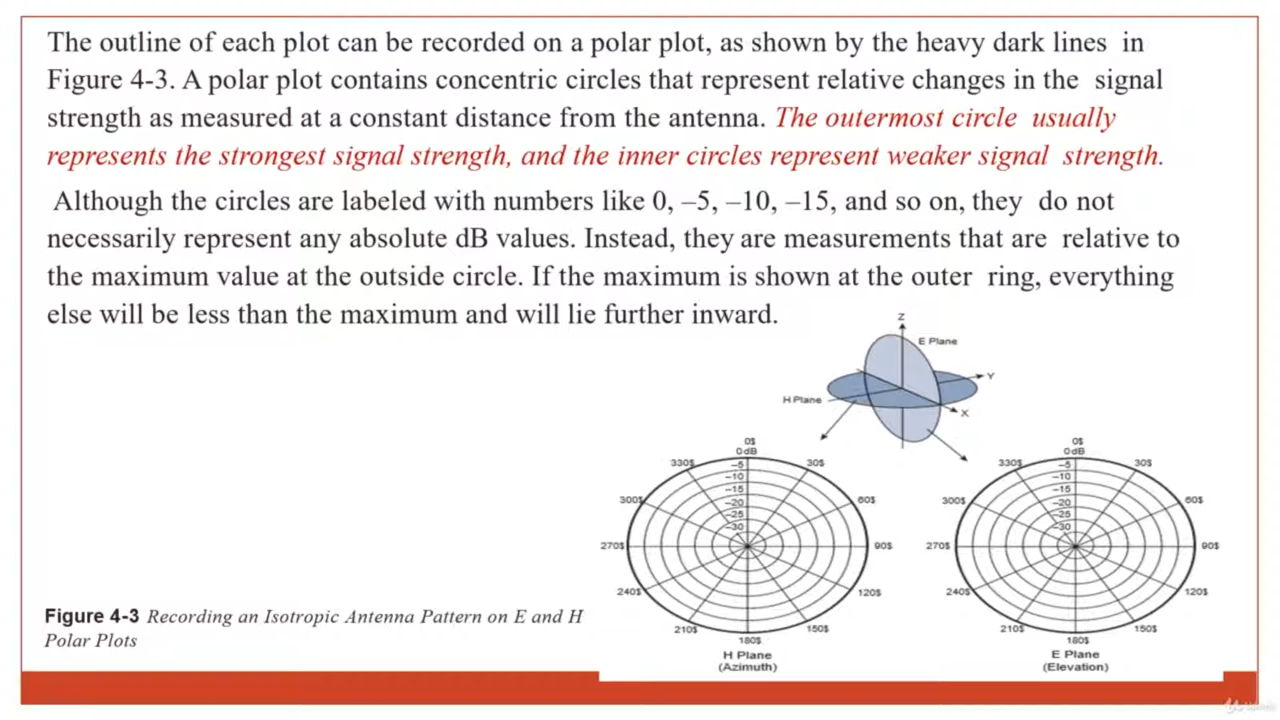 The outline of each plot can be recorded on a polar plot, as shown by the heavy dark lines in
Figure 4-3. A polar plot contains concentric circles that represent relative changes in the signal
strength as measured at a constant distance from the antenna. The outermost circle usually
represents the strongest signal strength, and the inner circles represent weaker signal strength.
Although the circles are labeled with numbers like 0, –5, –10, –15, and so on, they do not
necessarily represent any absolute dB values. Instead, they are measurements that are relative to
the maximum value at the outside circle. If the maximum is shown at the outer ring, everything
else will be less than the maximum and will lie further inward.
Z
E Plane
Y
H Plane
X
0$
0 dB
330$
–5
30$
–10
300$
–15
60$
–20
–25
–30
270$
90$
240$
120$
210$
150$
180$
H Plane
(Azimuth)
0$
0 dB
330$
–5
30$
–10
300$
–15
60$
–20
–25
–30
270$
90$
240$
120$
210$
150$
180$
E Plane
(Elevation)
Figure 4-3 Recording an Isotropic Antenna Pattern on E and H
Polar Plots